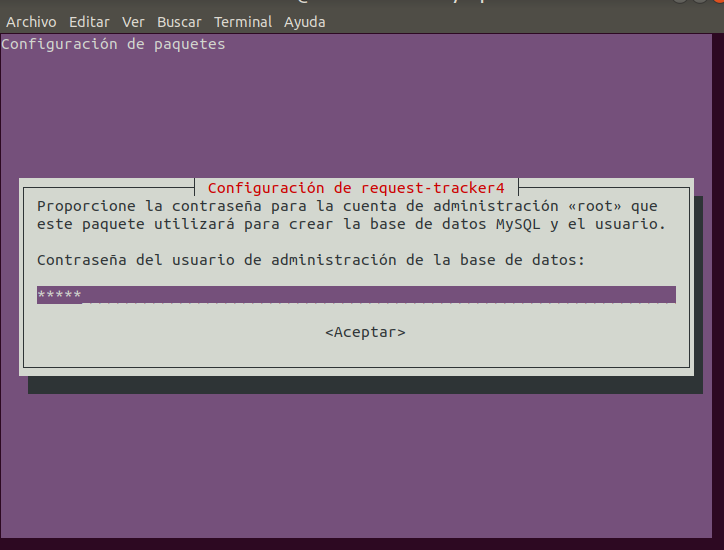 Archivo Editar Ver Buscar Terminal Ayuda
Configuración de paquetes
Configuración de request-tracker4
Proporcione la contraseña para la cuenta de administración «root» que
este paquete utilizará para crear la base de datos MySQL y el usuario.
Contraseña del usuario de administración de la base de datos:
*****
<Aceptar>